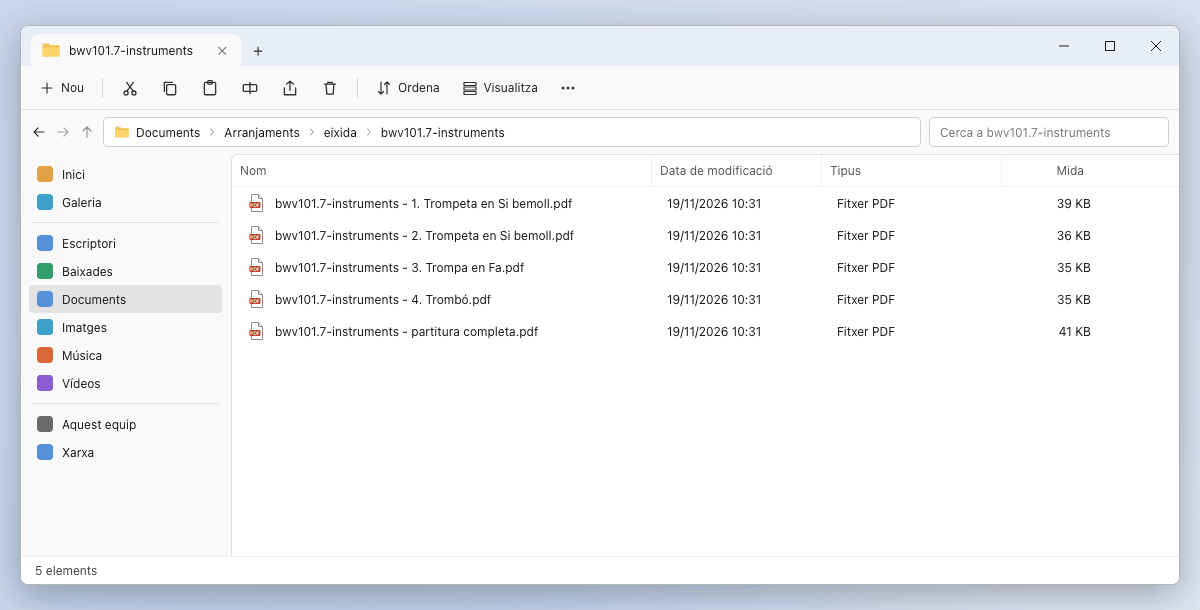 bwv101.7-instruments
Nou
Ordena
Visualitza
Documents > Arranjaments > eixida > bwv101.7-instruments
Cerca a bwv101.7-instruments
Inici
Galeria
Escriptori
Baixades
Documents
Imatges
Música
Vídeos
Aquest equip
Xarxa
Nom Data de modificació Tipus Mida
bwv101.7-instruments - 1. Trompeta en Si bemoll.pdf 19/11/2026 10:31 Fitxer PDF 39 KB
bwv101.7-instruments - 2. Trompeta en Si bemoll.pdf 19/11/2026 10:31 Fitxer PDF 36 KB
bwv101.7-instruments - 3. Trompa en Fa.pdf 19/11/2026 10:31 Fitxer PDF 35 KB
bwv101.7-instruments - 4. Trombó.pdf 19/11/2026 10:31 Fitxer PDF 35 KB
bwv101.7-instruments - partitura completa.pdf 19/11/2026 10:31 Fitxer PDF 41 KB
5 elements